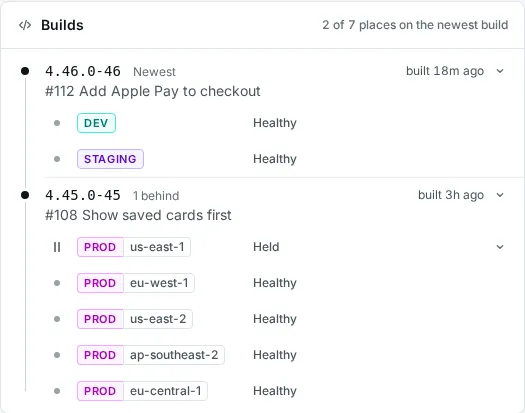 Builds 2 of 7 places on the newest build
4.46.0-46 Newest built 18m ago
#112 Add Apple Pay to checkout
DEV Healthy
STAGING Healthy
4.45.0-45 1 behind built 3h ago
#108 Show saved cards first
PROD us-east-1 Held
PROD eu-west-1 Healthy
PROD us-east-2 Healthy
PROD ap-southeast-2 Healthy
PROD eu-central-1 Healthy